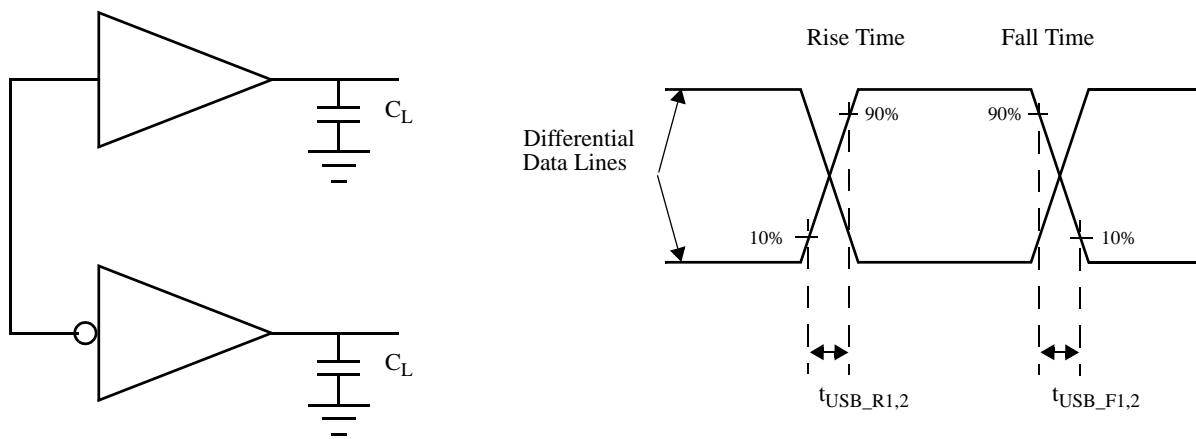 Rise Time
Fall Time
C_L
90%
90%
Differential
Data Lines
10%
10%
C_L
t_USB_R1,2
t_USB_F1,2